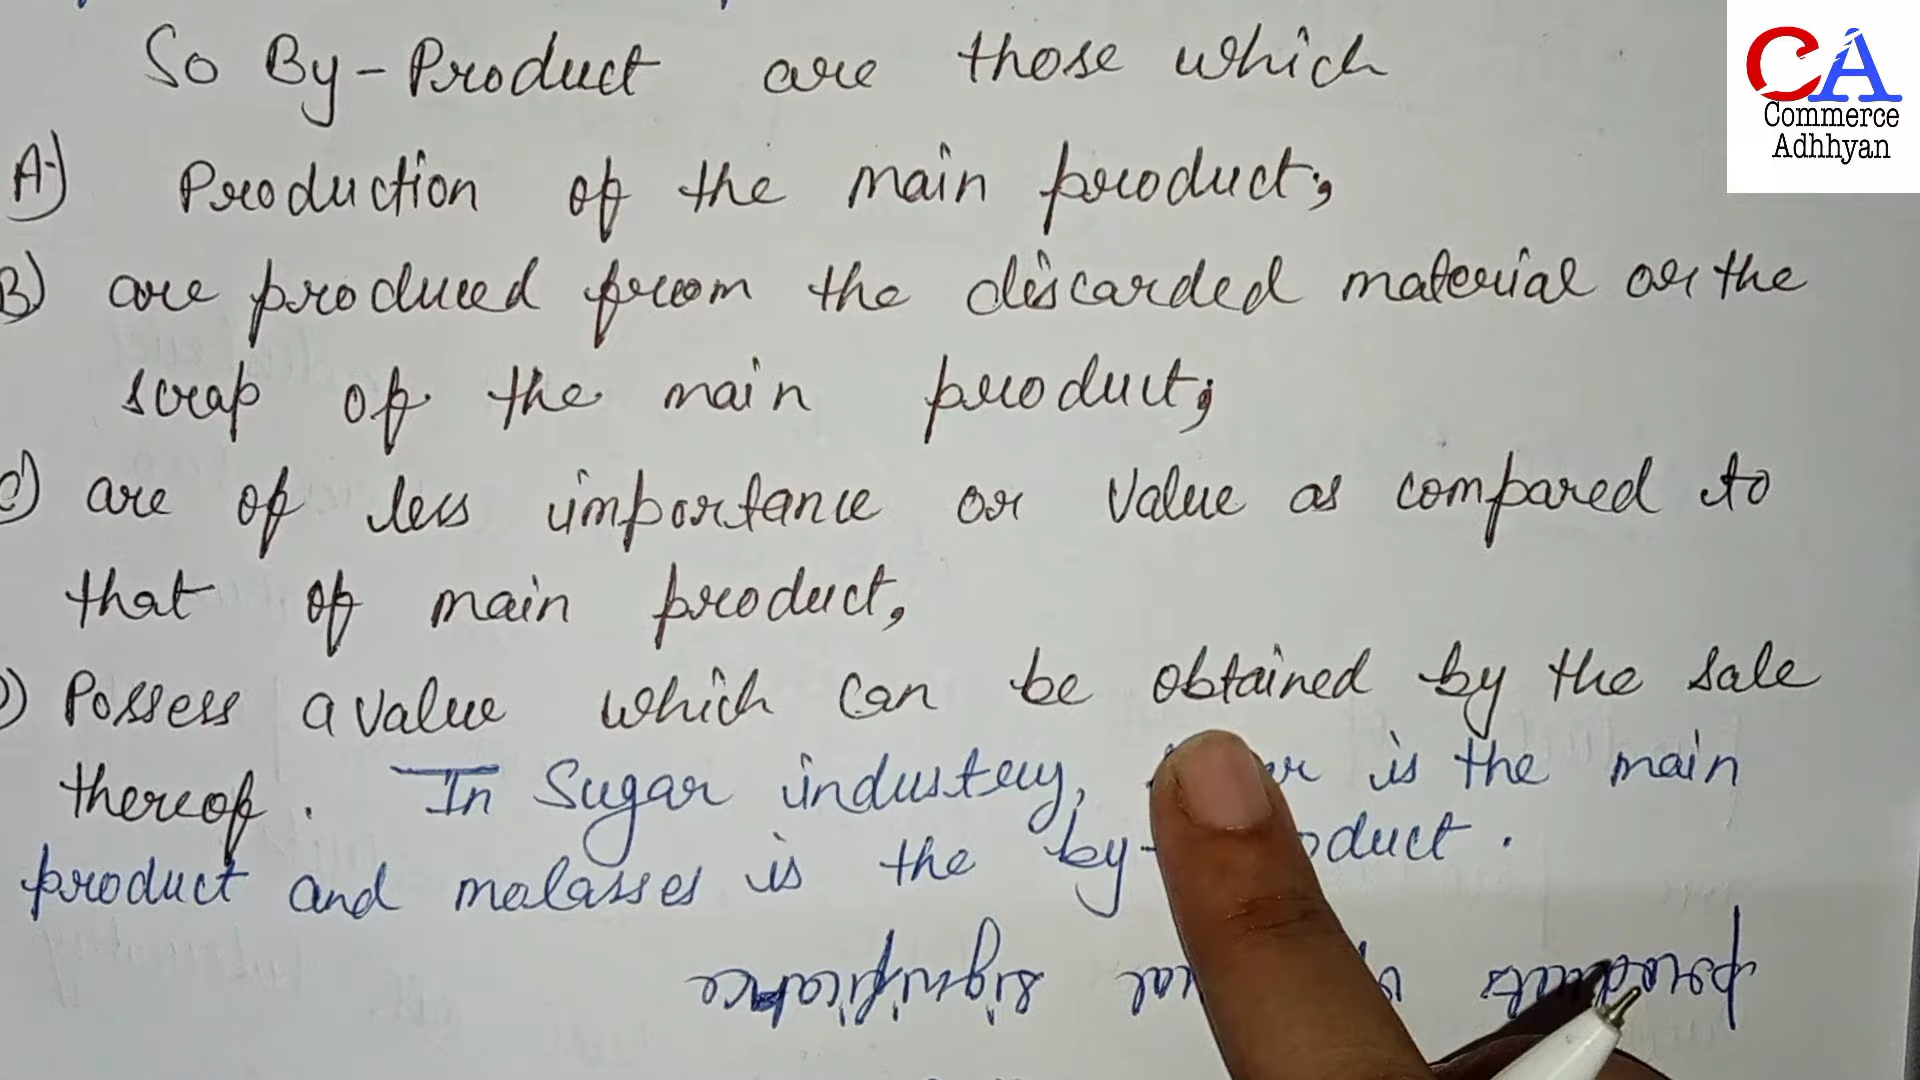 So By-Product are those which
A) Production of the main product;
B) are produced from the discarded material or the
scrap of the main product;
C) are of less importance or value as compared to
that of main product,
) Possess a value which can be obtained by the sale
thereof. In Sugar industry, is the main
product and molasses is the by-
products significance
CA
Commerce
Adhhyan